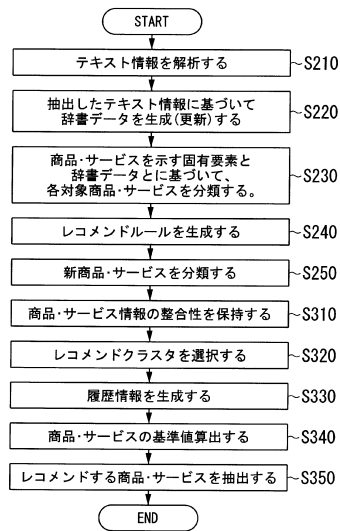 START
テキスト情報を解析する
S210
抽出したテキスト情報に基づいて
辞書データを生成(更新)する
S220
商品・サービスを示す固有要素と
辞書データとに基づいて、
各対象商品・サービスを分類する。
S230
レコメンドルールを生成する
S240
新商品・サービスを分類する
S250
商品・サービス情報の整合性を保持する
S310
レコメンドクラスタを選択する
S320
履歴情報を生成する
S330
商品・サービスの基準値算出する
S340
レコメンドする商品・サービスを抽出する
S350
END